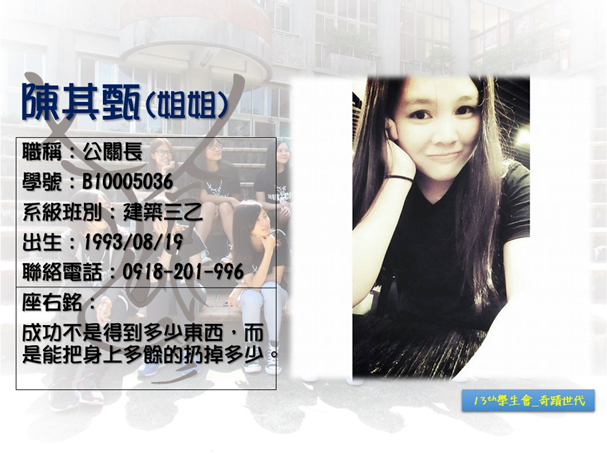 陳其甄(姐姐)
職稱：公關長
學號：B10005036
系級班別：建築三乙
出生：1993/08/19
聯絡電話：0918-201-996
座右銘：
成功不是得到多少東西，而
是能把身上多餘的扔掉多少。
13th學生會_奇蹟世代